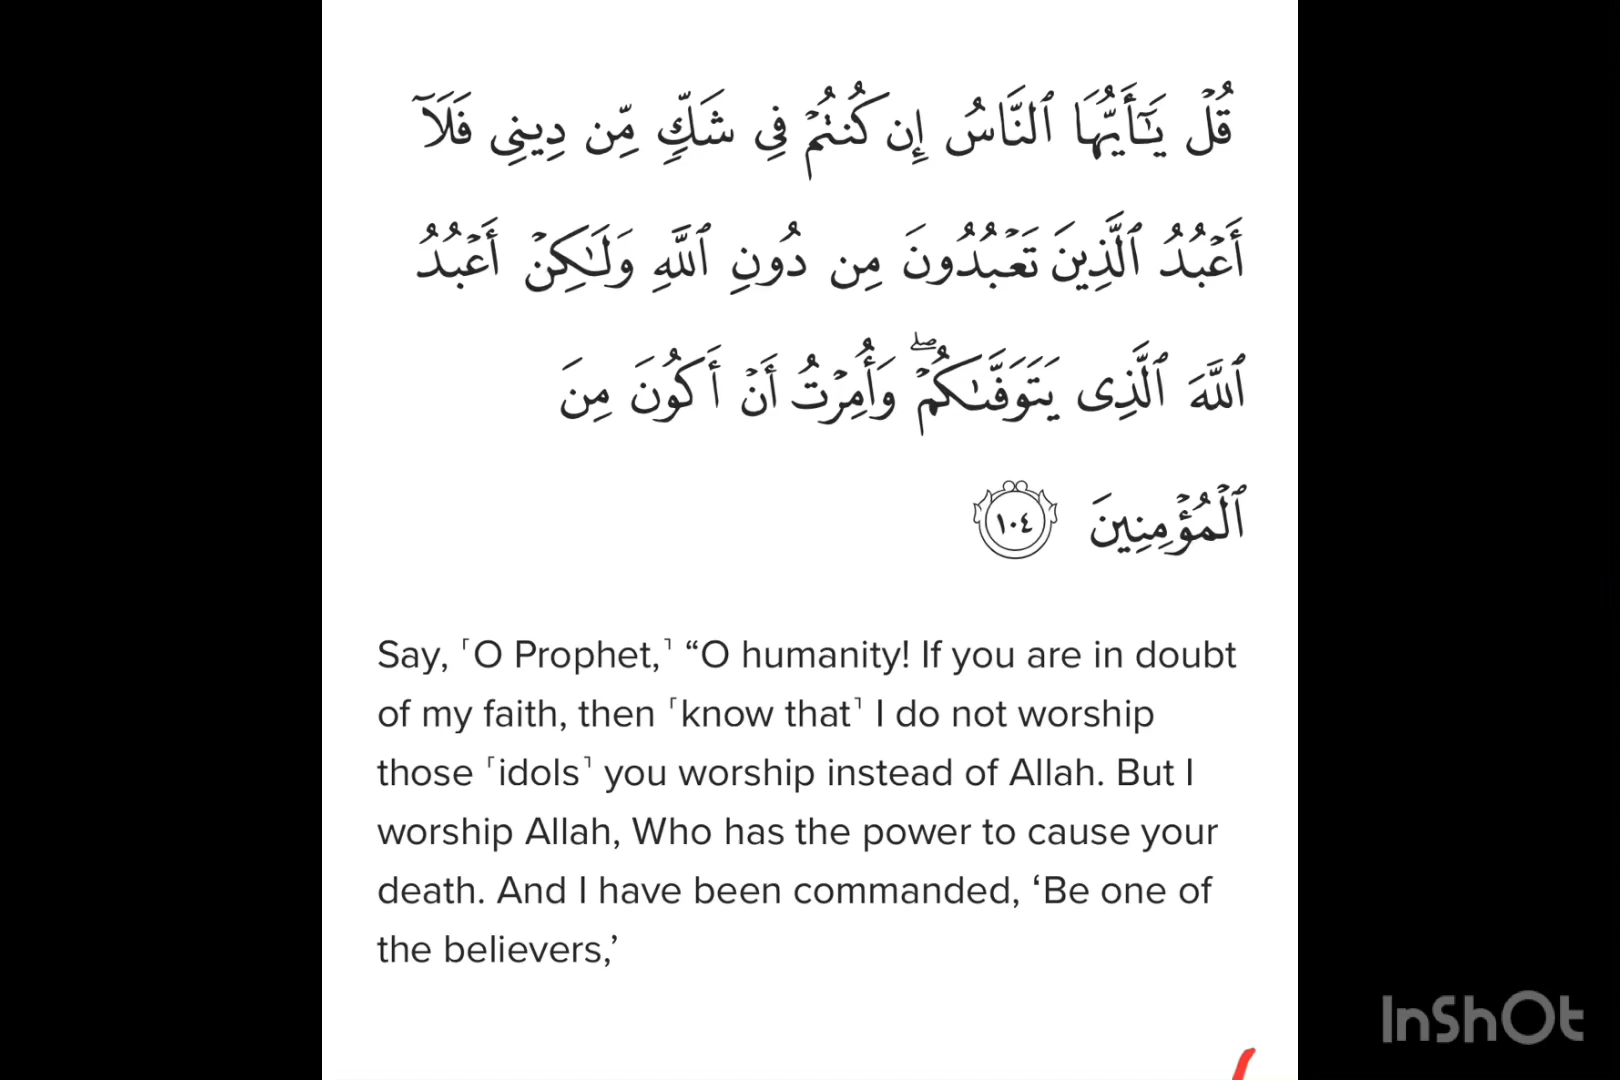 قُلْ يَـٰٓأَيُّهَا ٱلنَّاسُ إِن كُنتُمْ فِى شَكٍّ مِّن دِينِى فَلَآ
أَعْبُدُ ٱلَّذِينَ تَعْبُدُونَ مِن دُونِ ٱللَّهِ وَلَـٰكِنْ أَعْبُدُ
ٱللَّهَ ٱلَّذِى يَتَوَفَّىٰكُمْ ۖ وَأُمِرْتُ أَنْ أَكُونَ مِنَ
ٱلْمُؤْمِنِينَ ١٠٤
Say, ˹O Prophet,˺ “O humanity! If you are in doubt
of my faith, then ˹know that˺ I do not worship
those ˹idols˺ you worship instead of Allah. But I
worship Allah, Who has the power to cause your
death. And I have been commanded, ‘Be one of
the believers,’
InShOt